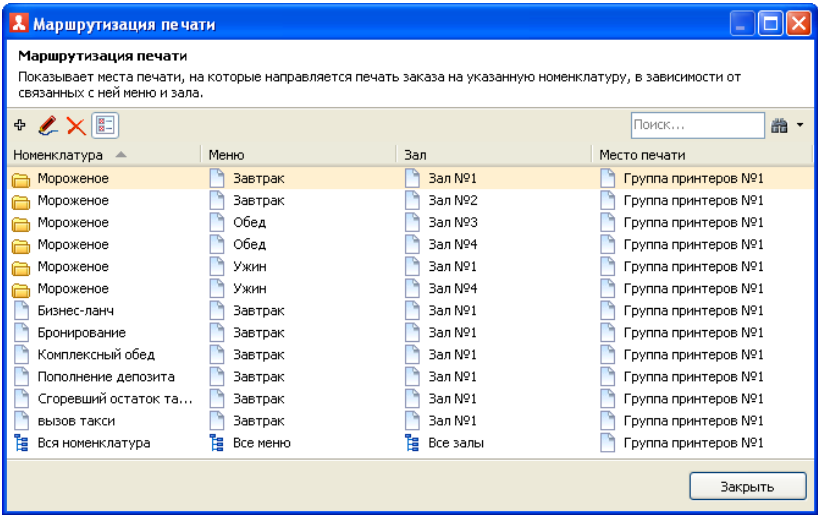 Маршрутизация печати
Маршрутизация печати
Показывает места печати, на которые направляется печать заказа на указанную номенклатуру, в зависимости от
связанных с ней меню и зала.
Поиск...
Номенклатура Меню Зал Место печати
Мороженое Завтрак Зал №1 Группа принтеров №1
Мороженое Завтрак Зал №2 Группа принтеров №1
Мороженое Обед Зал №3 Группа принтеров №1
Мороженое Обед Зал №4 Группа принтеров №1
Мороженое Ужин Зал №1 Группа принтеров №1
Мороженое Ужин Зал №4 Группа принтеров №1
Бизнес-ланч Завтрак Зал №1 Группа принтеров №1
Бронирование Завтрак Зал №1 Группа принтеров №1
Комплексный обед Завтрак Зал №1 Группа принтеров №1
Пополнение депозита Завтрак Зал №1 Группа принтеров №1
Сгоревший остаток та... Завтрак Зал №1 Группа принтеров №1
вызов такси Завтрак Зал №1 Группа принтеров №1
Вся номенклатура Все меню Все залы Группа принтеров №1
Закрыть